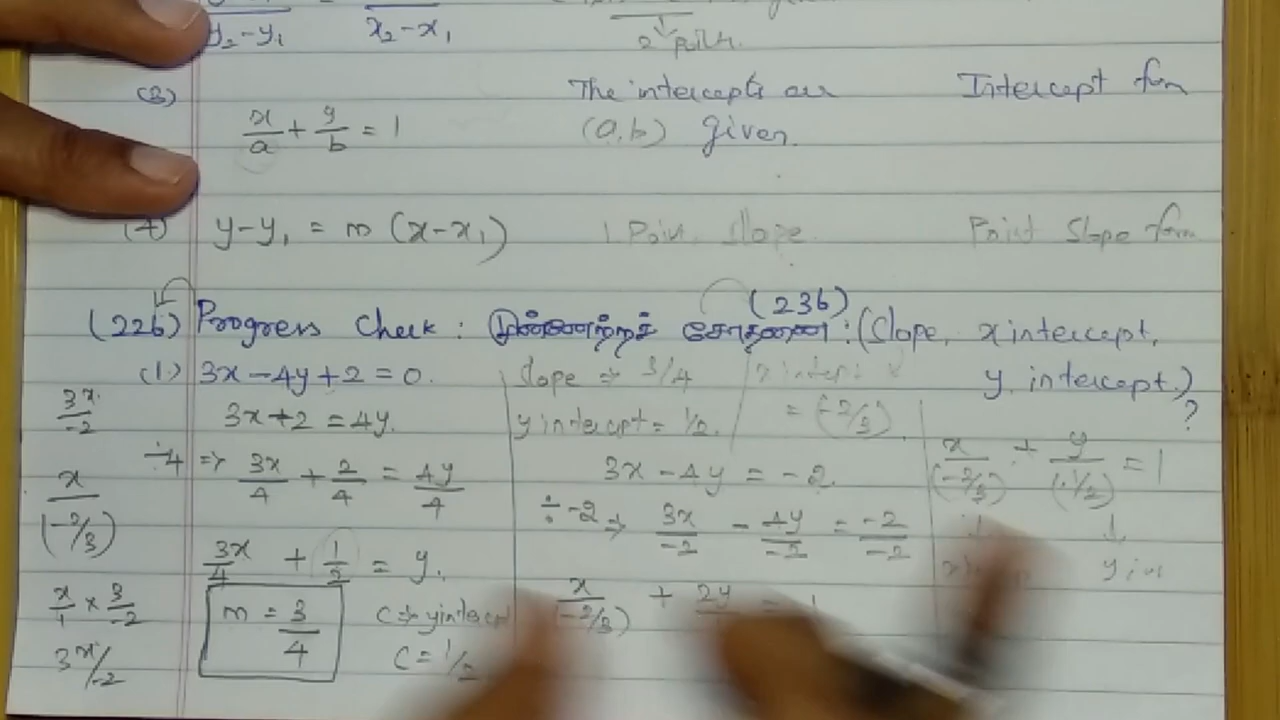 y₂-y₁ x₂-x₁
2
(3) The intercepts are Intercept form
x/a + y/b = 1 (a,b) given.
(4) y-y₁ = m (x-x₁) 1 Point, Slope. Point Slope form
(236)
(226) Progress Check : முன்னேற்றச் சோதனை : (Slope, x intercept,
(1) 3x-4y+2=0. Slope ⇒ 3/4 y intercept.)
?
3x/-2 3x+2=4y. y intercept = 1/2. = (-2/3)
÷4 ⇒ 3x/4 + 2/4 = 4y/4 3x-4y = -2. x/(-2/3) + y/(1/2) = 1
x/(-2/3) ÷-2 ⇒ 3x/-2 - 4y/-2 = -2/-2
3x/4 + 1/2 = y. y in
x/1 × 3/-2 m = 3/4 c ⇒ y intercept x/(-2/3) + 2y
3x/-2 C = 1/2